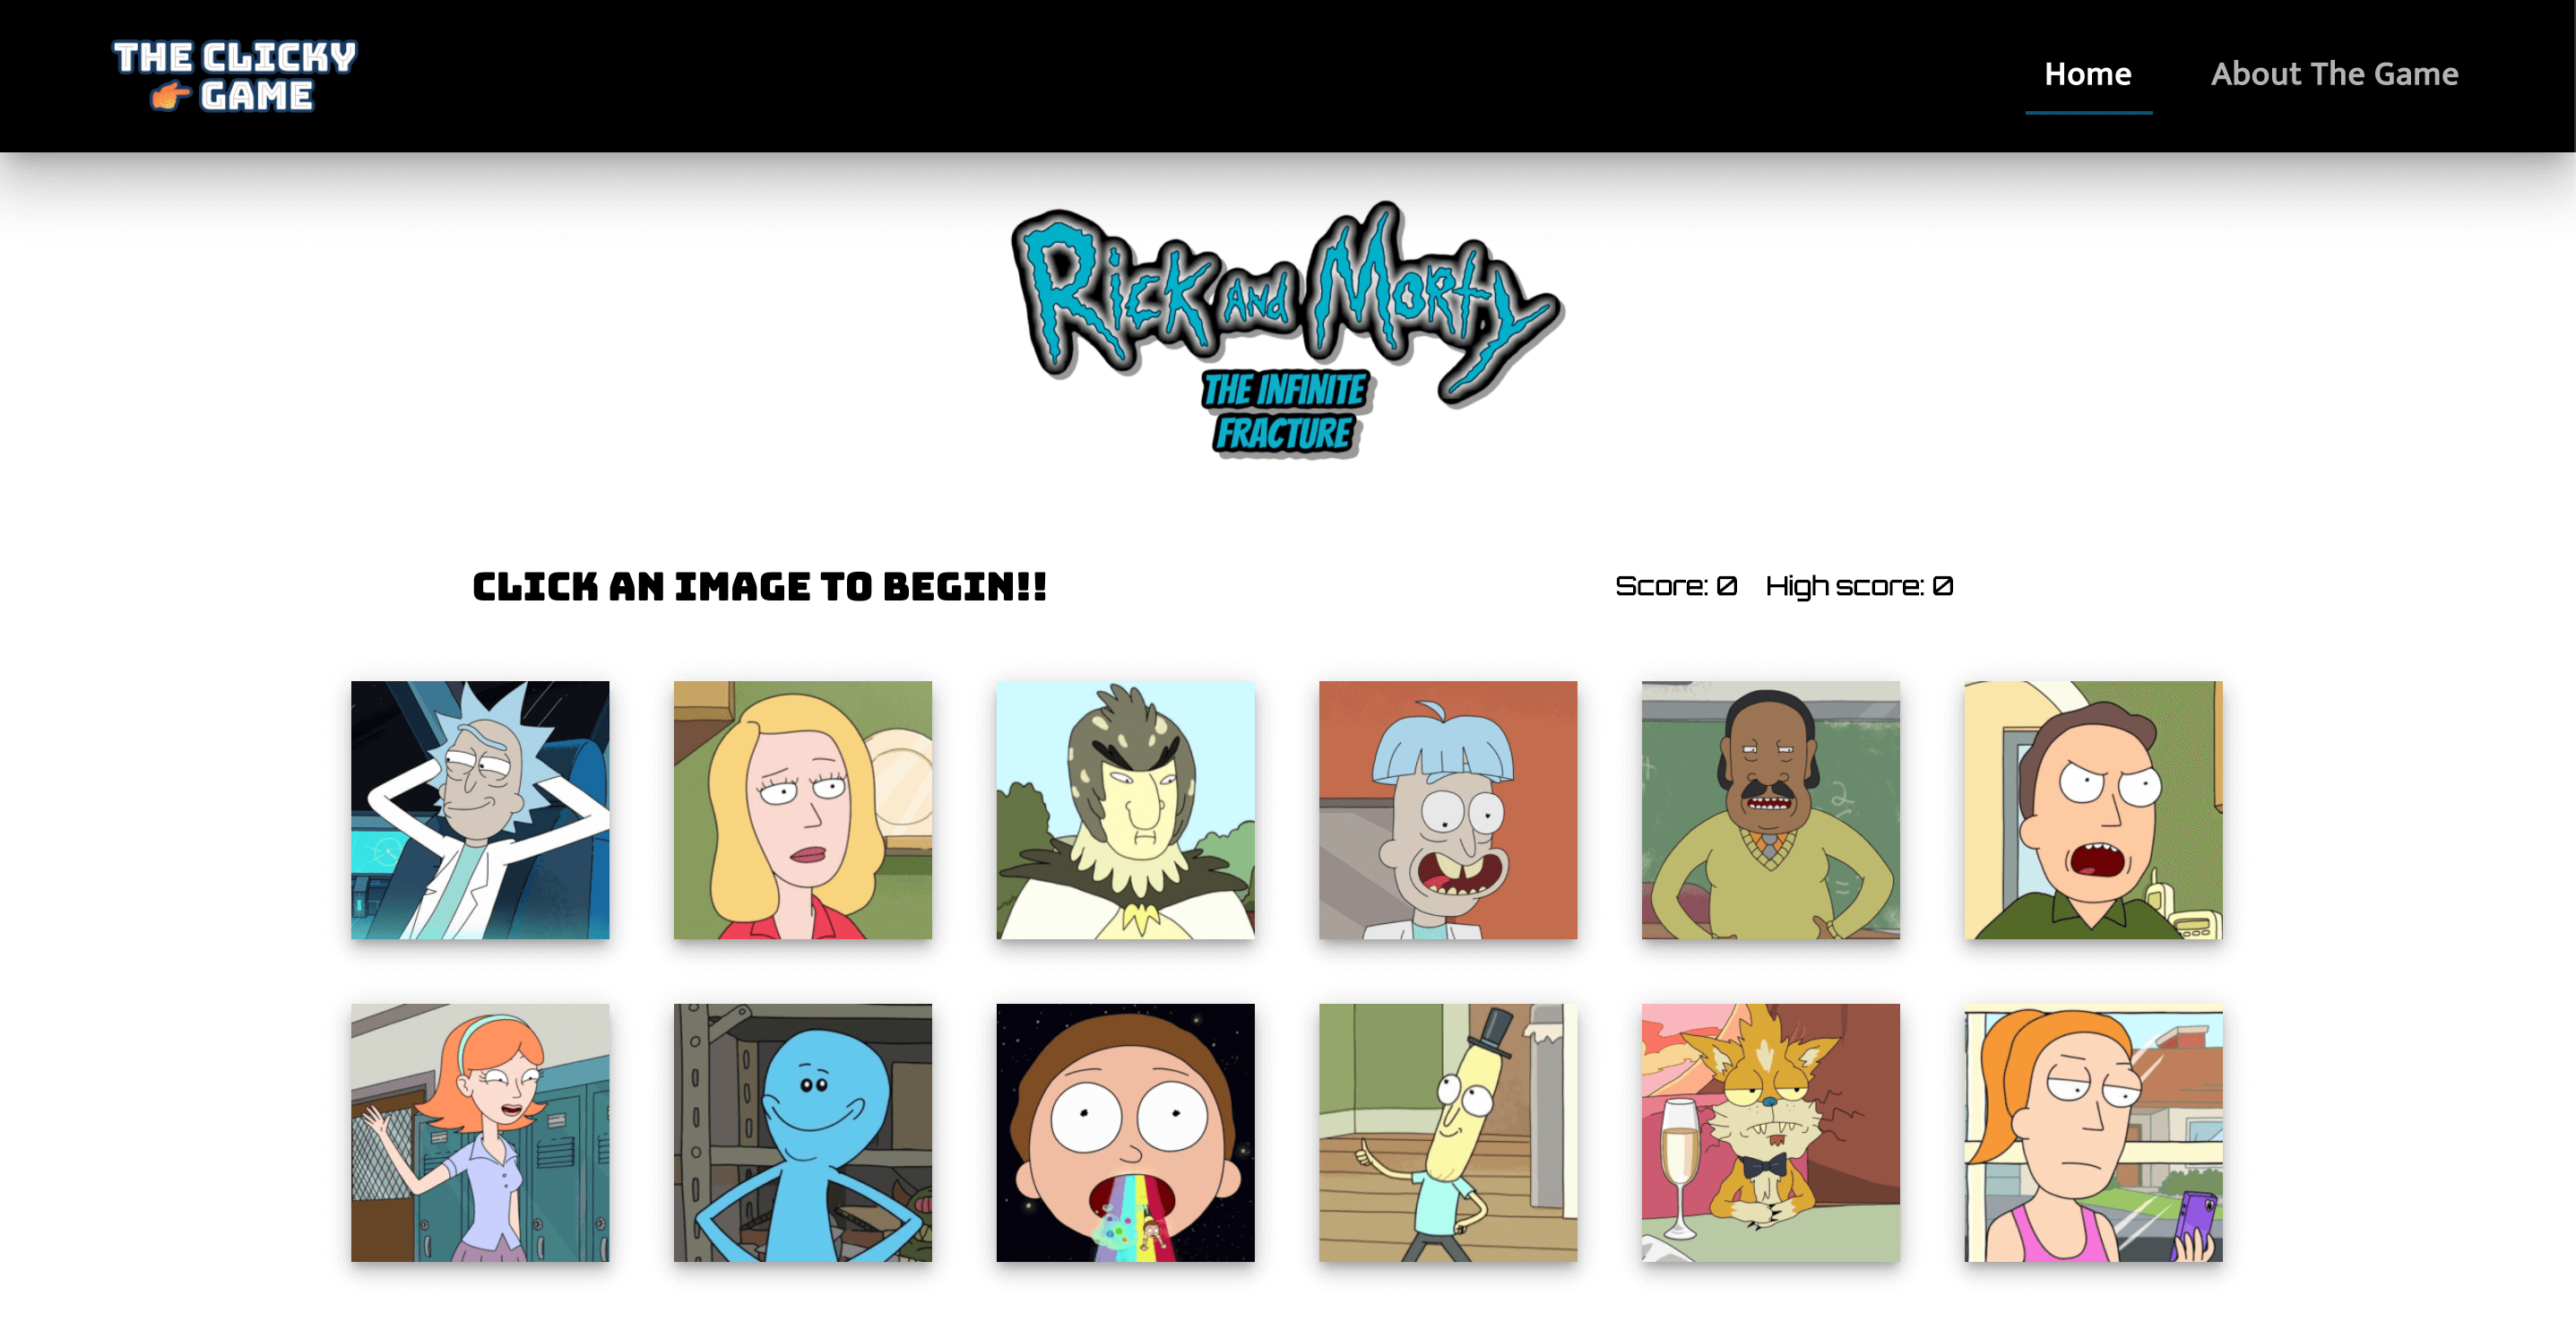 THE CLICKY
GAME
Home
About The Game
Rick and Morty
THE INFINITE
FRACTURE
CLICK AN IMAGE TO BEGIN!!
Score: 0
High score: 0
2
=